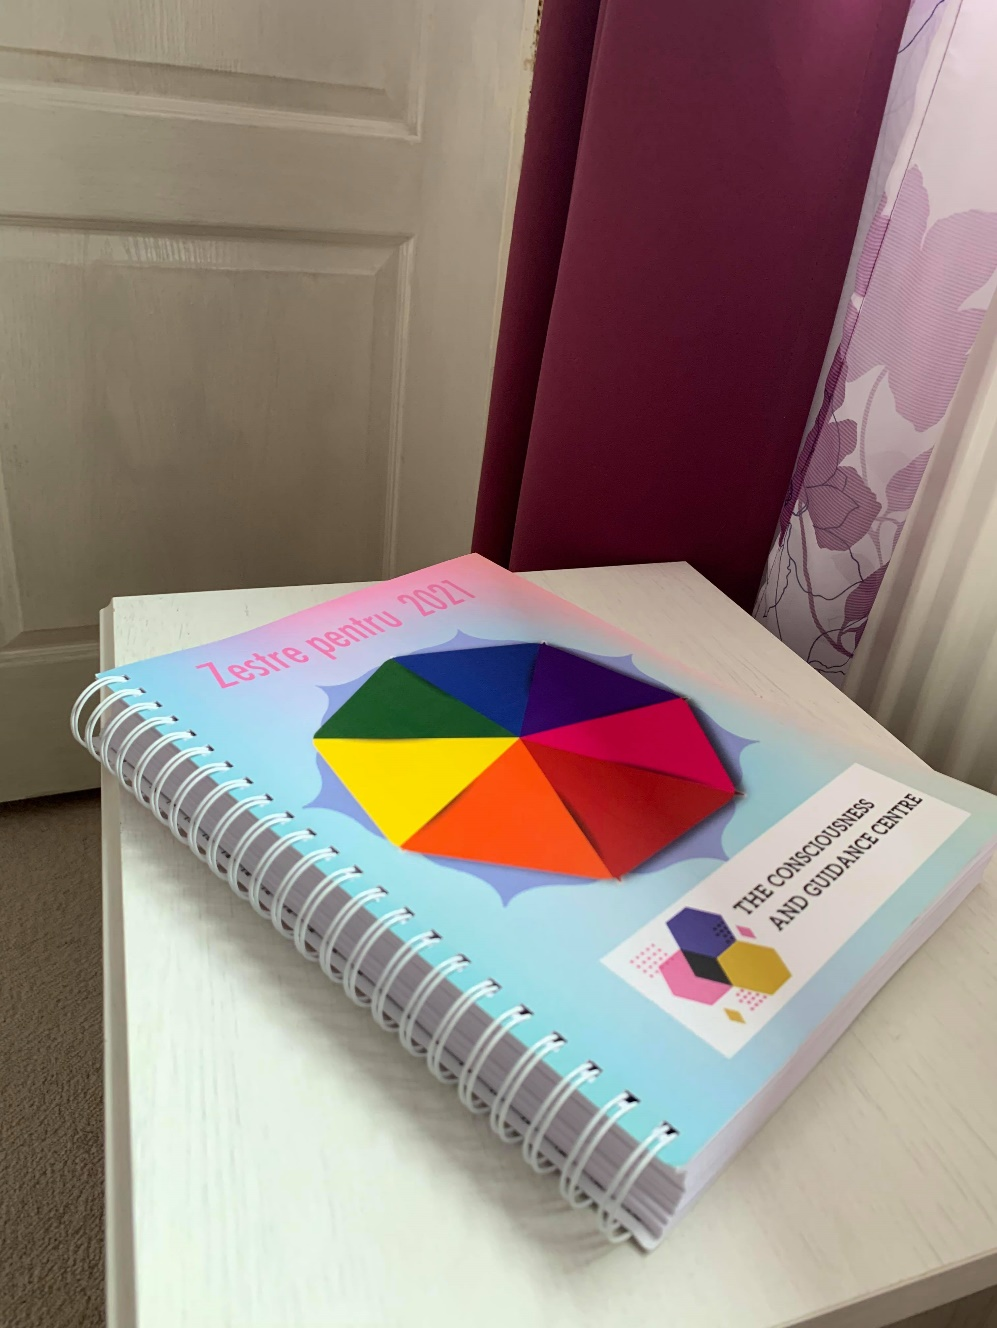 Zestre pentru 2021
THE CONSCIOUSNESS
AND GUIDANCE CENTRE